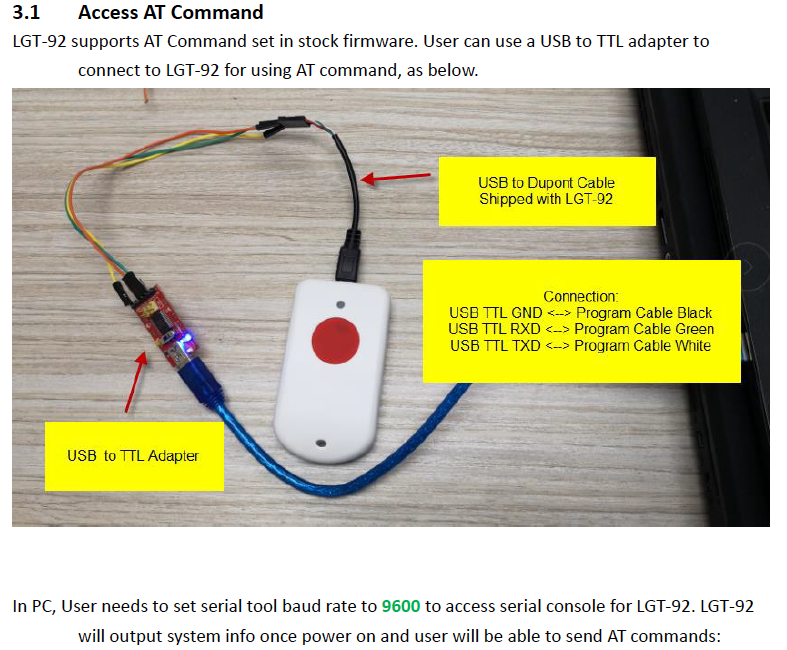 3.1 Access AT Command
LGT-92 supports AT Command set in stock firmware. User can use a USB to TTL adapter to
connect to LGT-92 for using AT command, as below.
USB to Dupont Cable
Shipped with LGT-92
Connection:
USB TTL GND <--> Program Cable Black
USB TTL RXD <--> Program Cable Green
USB TTL TXD <--> Program Cable White
USB to TTL Adapter
In PC, User needs to set serial tool baud rate to 9600 to access serial console for LGT-92. LGT-92
will output system info once power on and user will be able to send AT commands: